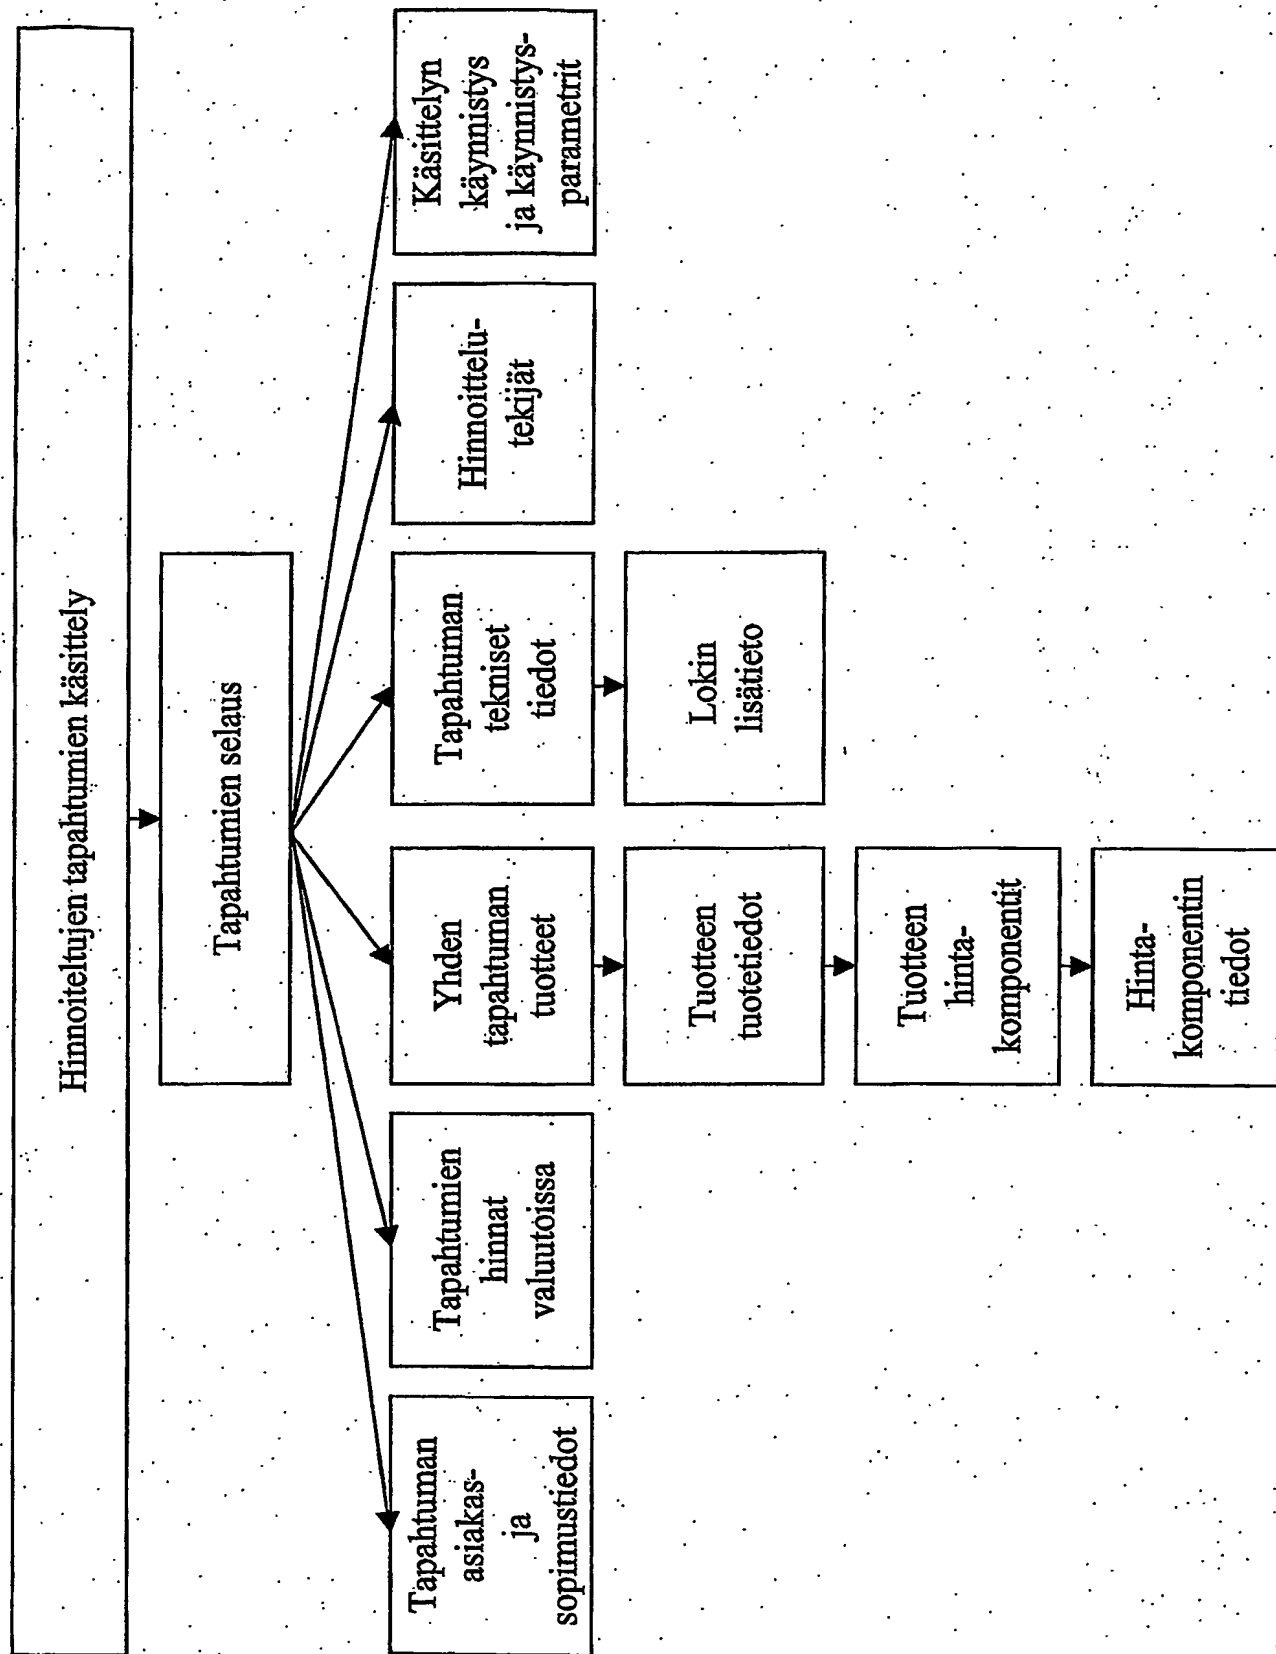 Hinnoiteltujen tapahtumien käsittely
Tapahtumien selaus
Tapahtuman
asiakas-
ja
sopimustiedot
Tapahtumien
hinnat
valuutoissa
Yhden
tapahtuman
tuotteet
Tapahtuman
tekniset
tiedot
Hinnoittelu-
tekijät
Käsittelyn
käynnistys
ja käynnistys-
parametrit
Tuotteen
tuotetiedot
Lokin
lisätieto
Tuotteen
hinta-
komponentit
Hinta-
komponentin
tiedot